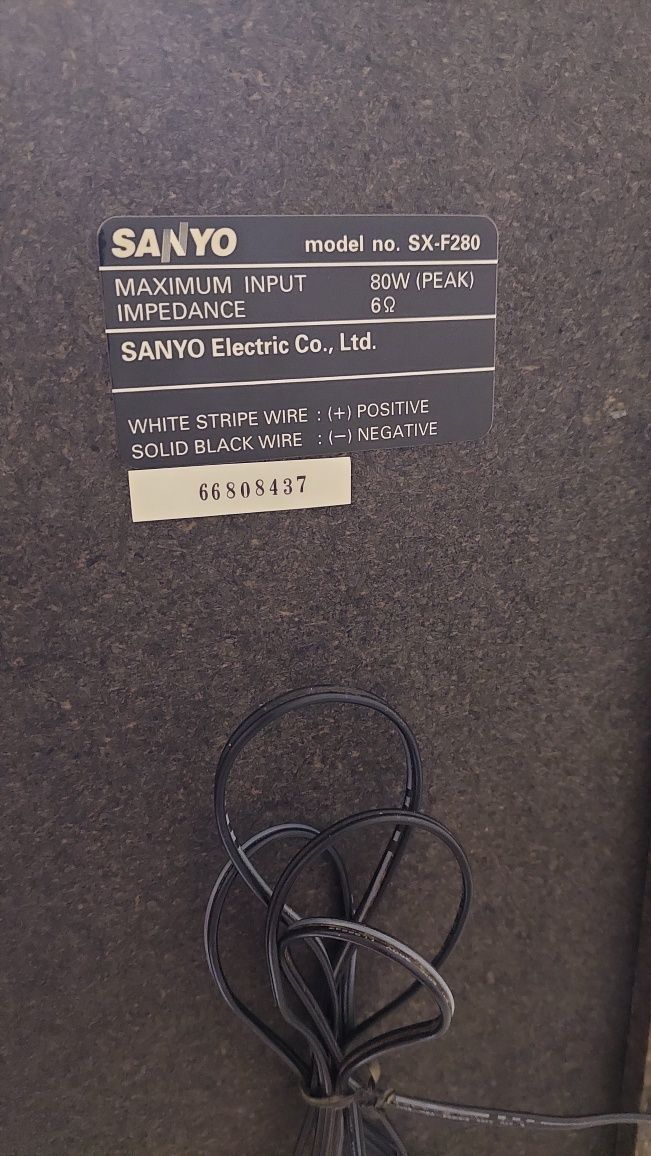 SANYO model no. SX-F280
MAXIMUM INPUT 80W (PEAK)
IMPEDANCE 6Ω
SANYO Electric Co., Ltd.
WHITE STRIPE WIRE : (+) POSITIVE
SOLID BLACK WIRE : (−) NEGATIVE
66808437